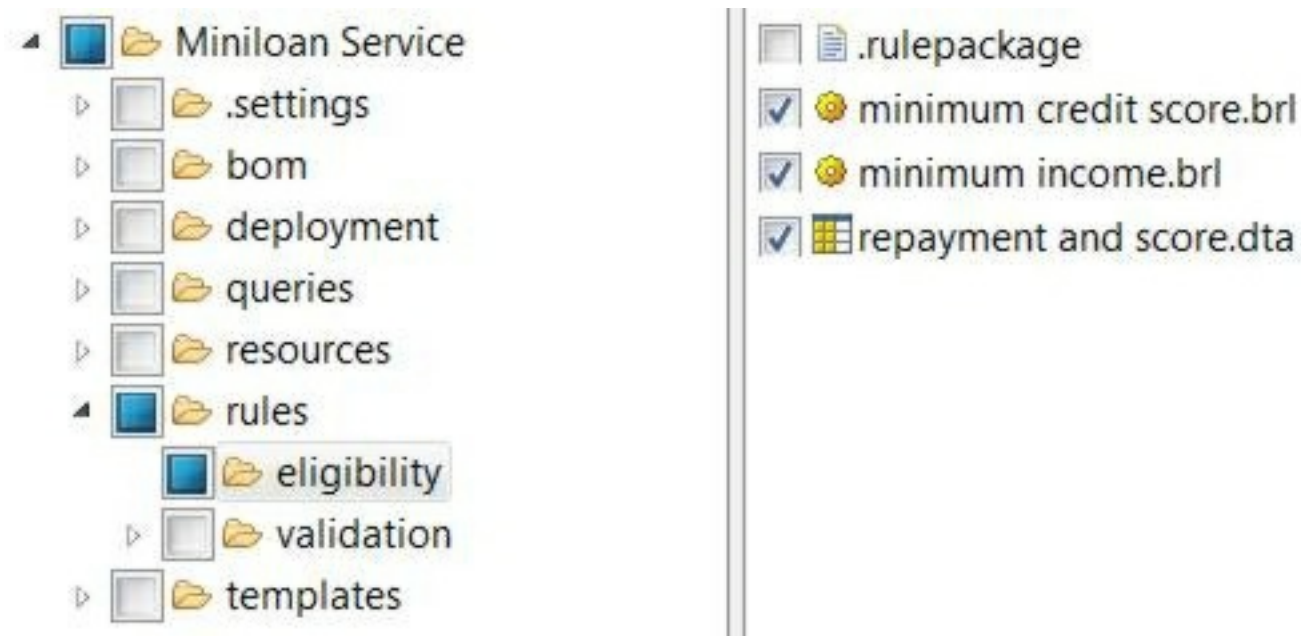 Miniloan Service
.settings
bom
deployment
queries
resources
rules
eligibility
validation
templates
.rulepackage
minimum credit score.brl
minimum income.brl
repayment and score.dta